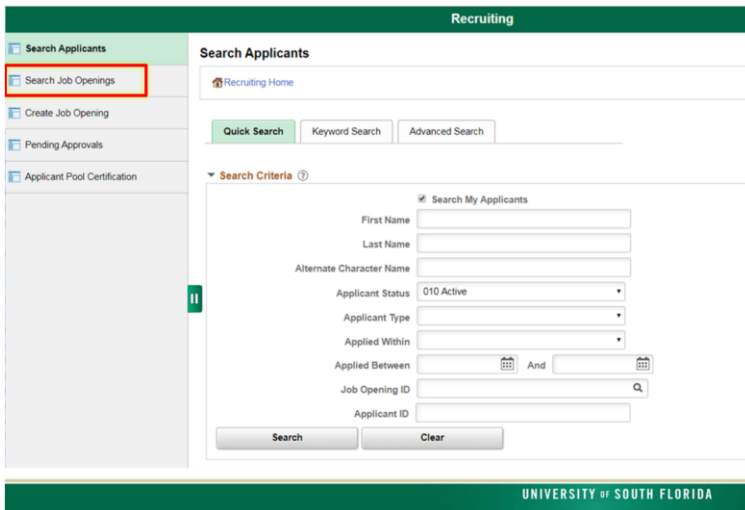 Recruiting
Search Applicants
Search Job Openings
Create Job Opening
Pending Approvals
Applicant Pool Certification
Search Applicants
Recruiting Home
Quick Search Keyword Search Advanced Search
Search Criteria ?
Search My Applicants
First Name
Last Name
Alternate Character Name
Applicant Status 010 Active
Applicant Type
Applied Within
Applied Between And
Job Opening ID
Applicant ID
Search Clear
UNIVERSITY OF SOUTH FLORIDA